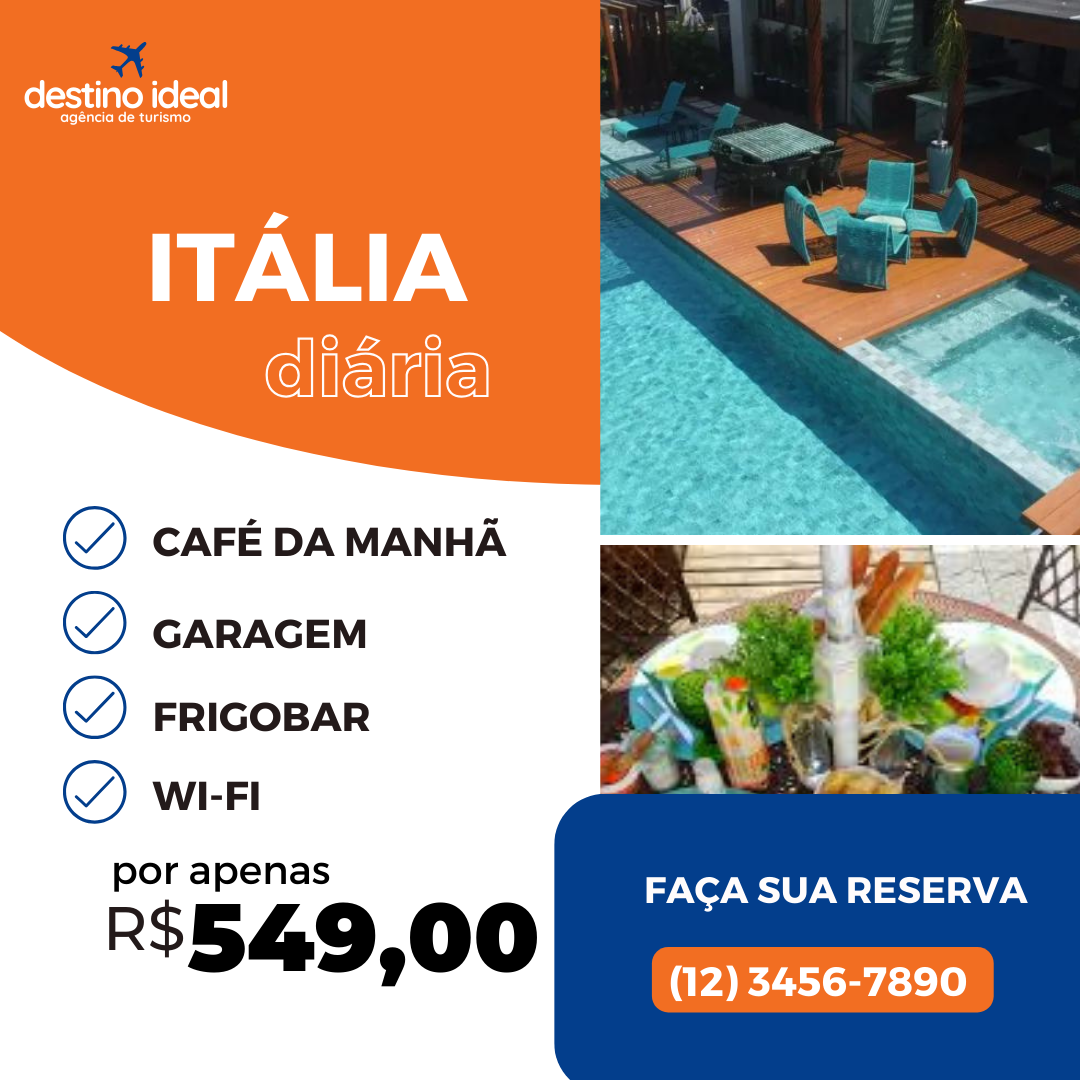 destino ideal
agência de turismo
ITÁLIA
diária
CAFÉ DA MANHÃ
GARAGEM
FRIGOBAR
WI-FI
por apenas
R$549,00
FAÇA SUA RESERVA
(12) 3456-7890